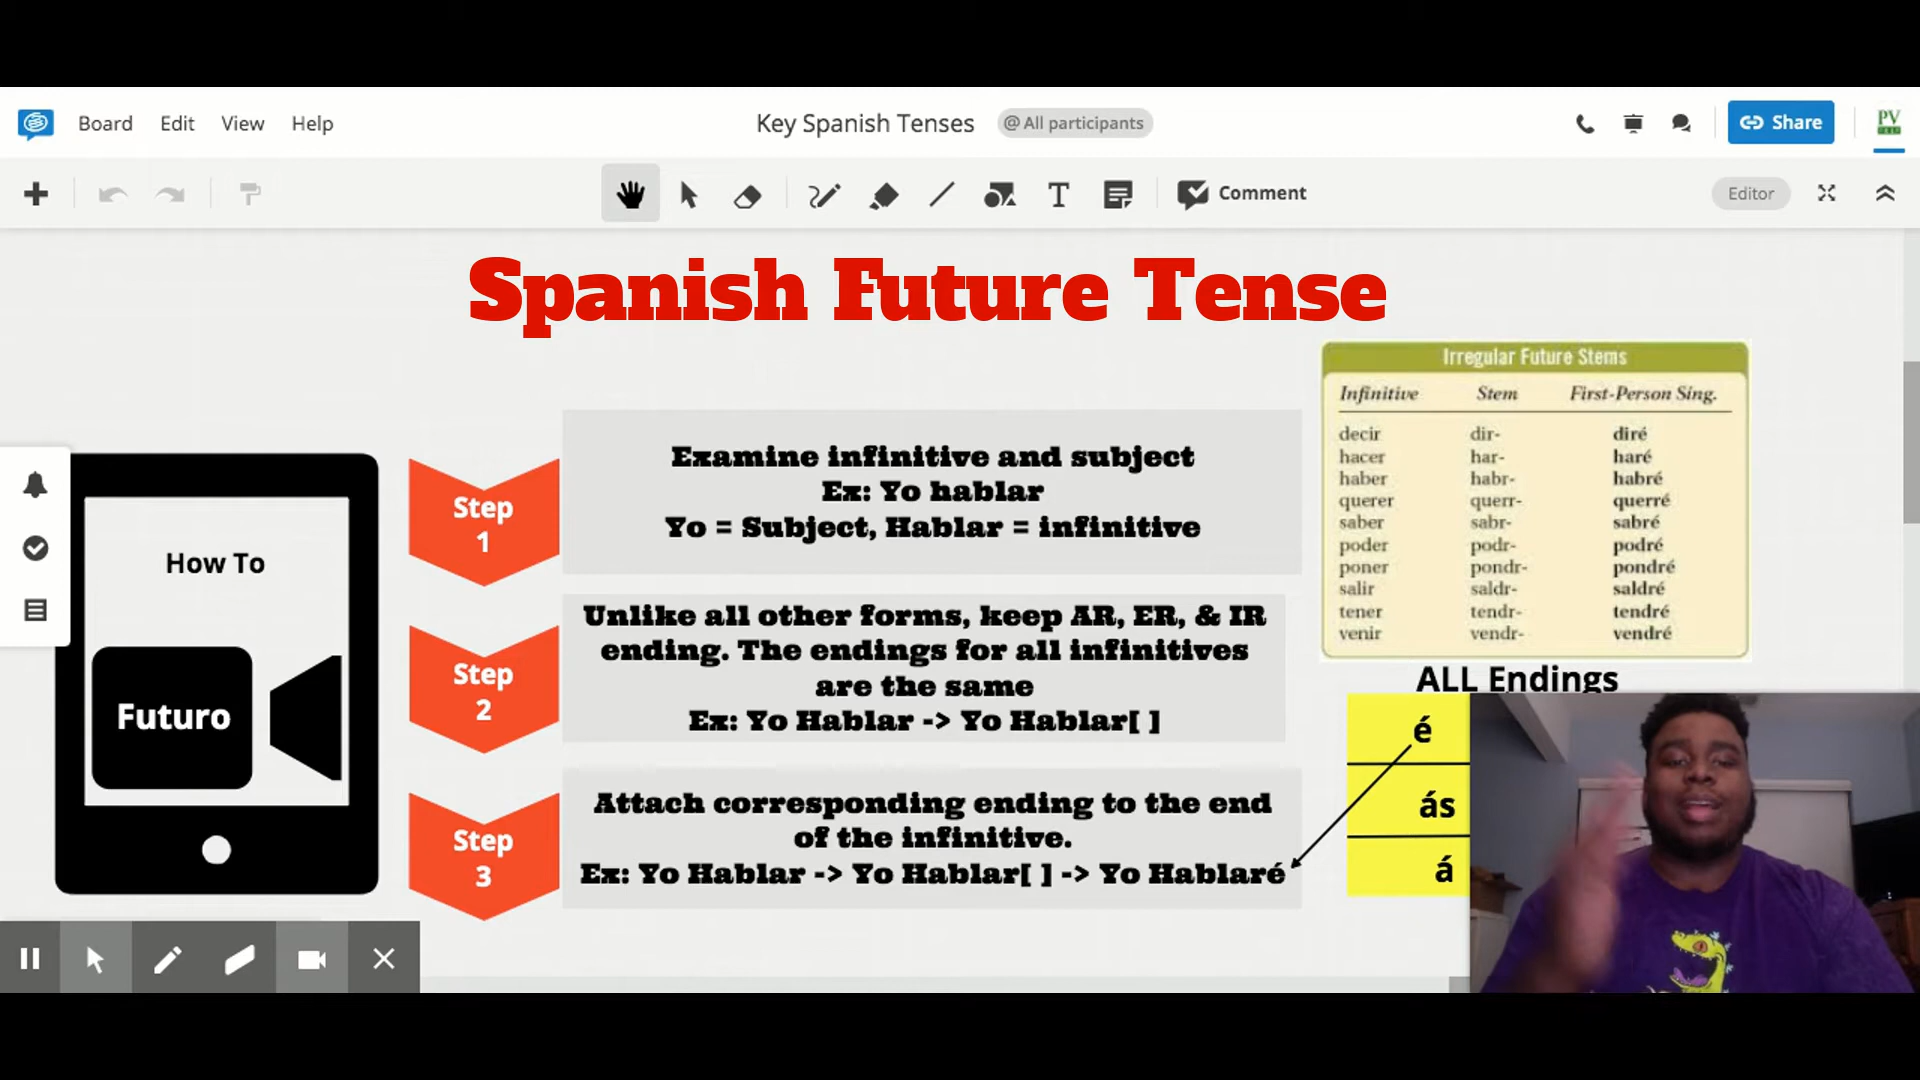 Board Edit View Help
Key Spanish Tenses
@ All participants
Share
PV
Comment
Editor
Spanish Future Tense
How To
Futuro
Step
1
Examine infinitive and subject
Ex: Yo hablar
Yo = Subject, Hablar = infinitive
Step
2
Unlike all other forms, keep AR, ER, & IR
ending. The endings for all infinitives
are the same
Ex: Yo Hablar -> Yo Hablar[ ]
Step
3
Attach corresponding ending to the end
of the infinitive.
Ex: Yo Hablar -> Yo Hablar[ ] -> Yo Hablaré
Irregular Future Stems
Infinitive Stem First-Person Sing.
decir dir- diré
hacer har- haré
haber habr- habré
querer querr- querré
saber sabr- sabré
poder podr- podré
poner pondr- pondré
salir saldr- saldré
tener tendr- tendré
venir vendr- vendré
ALL Endings
é
ás
á